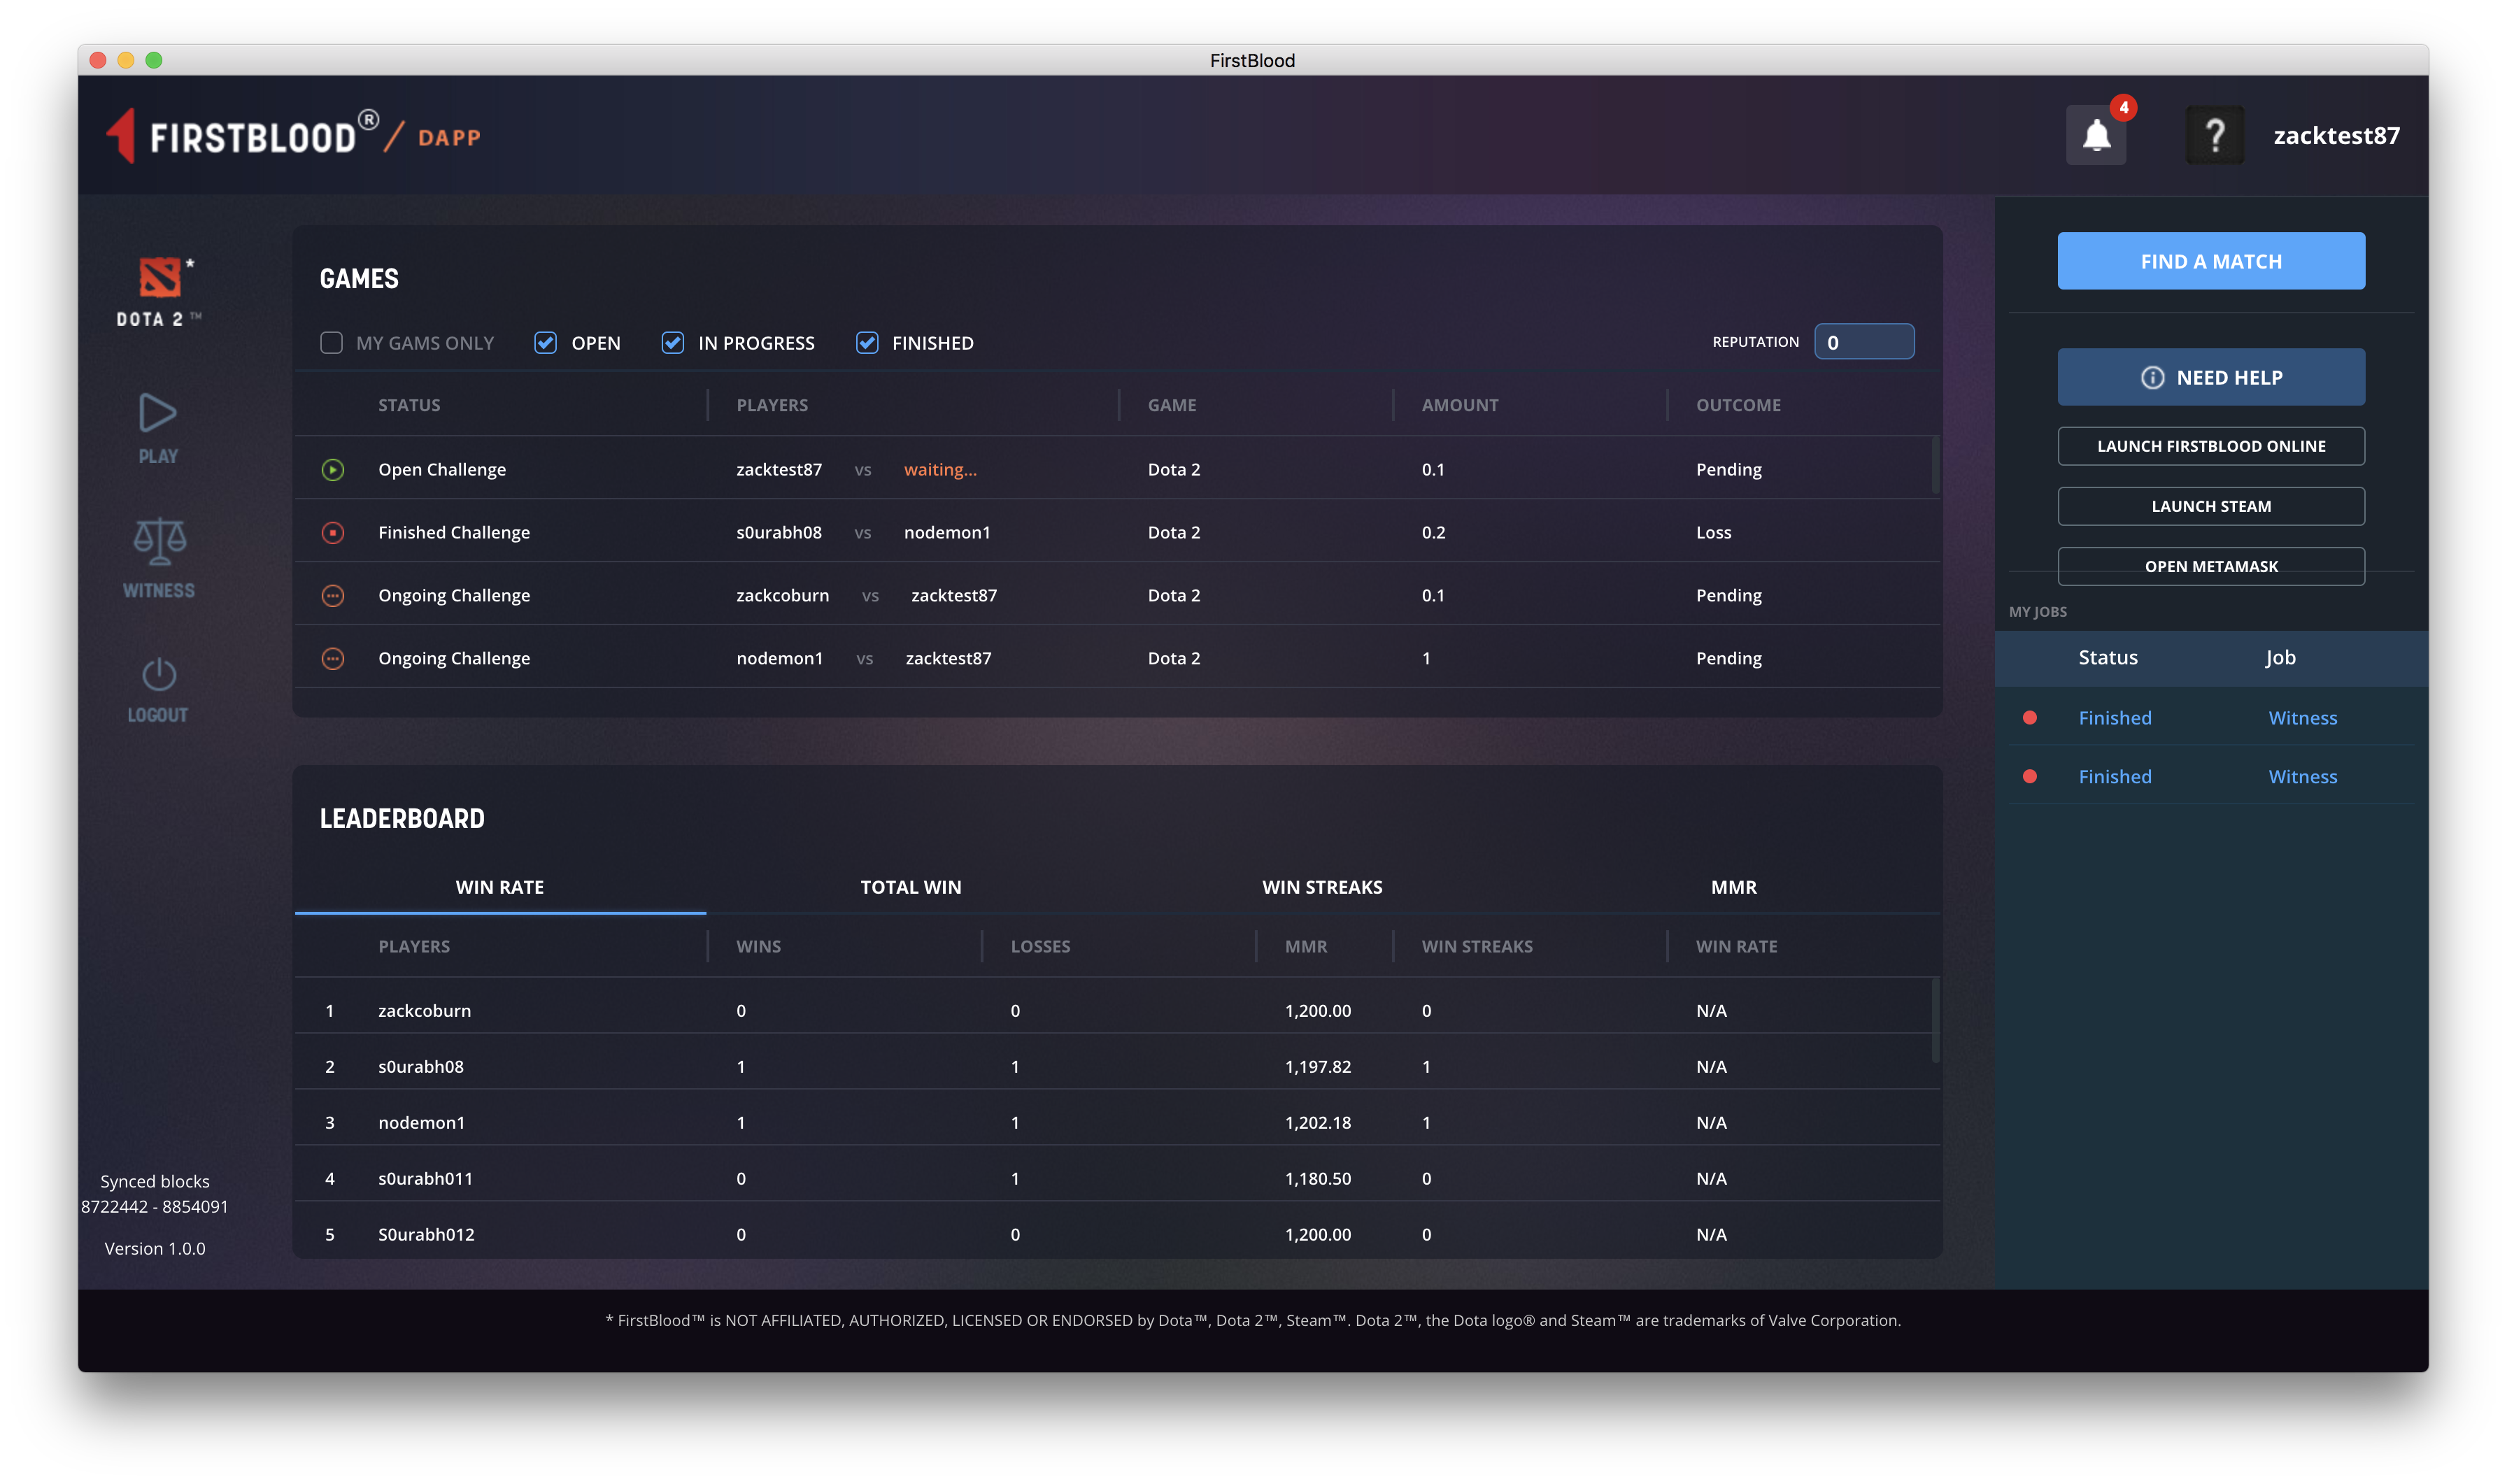 FirstBlood
FIRSTBLOOD® / DAPP
4
?
zacktest87
*
DOTA 2 ™
PLAY
WITNESS
LOGOUT
Synced blocks
8722442 - 8854091
Version 1.0.0
GAMES
MY GAMS ONLY OPEN IN PROGRESS FINISHED REPUTATION 0
STATUS PLAYERS GAME AMOUNT OUTCOME
Open Challenge zacktest87 vs waiting... Dota 2 0.1 Pending
Finished Challenge s0urabh08 vs nodemon1 Dota 2 0.2 Loss
Ongoing Challenge zackcoburn vs zacktest87 Dota 2 0.1 Pending
Ongoing Challenge nodemon1 vs zacktest87 Dota 2 1 Pending
LEADERBOARD
WIN RATE TOTAL WIN WIN STREAKS MMR
PLAYERS WINS LOSSES MMR WIN STREAKS WIN RATE
1 zackcoburn 0 0 1,200.00 0 N/A
2 s0urabh08 1 1 1,197.82 1 N/A
3 nodemon1 1 1 1,202.18 1 N/A
4 s0urabh011 0 1 1,180.50 0 N/A
5 S0urabh012 0 0 1,200.00 0 N/A
FIND A MATCH
NEED HELP
LAUNCH FIRSTBLOOD ONLINE
LAUNCH STEAM
OPEN METAMASK
MY JOBS
Status Job
Finished Witness
Finished Witness
* FirstBlood™ is NOT AFFILIATED, AUTHORIZED, LICENSED OR ENDORSED by Dota™, Dota 2™, Steam™. Dota 2™, the Dota logo® and Steam™ are trademarks of Valve Corporation.